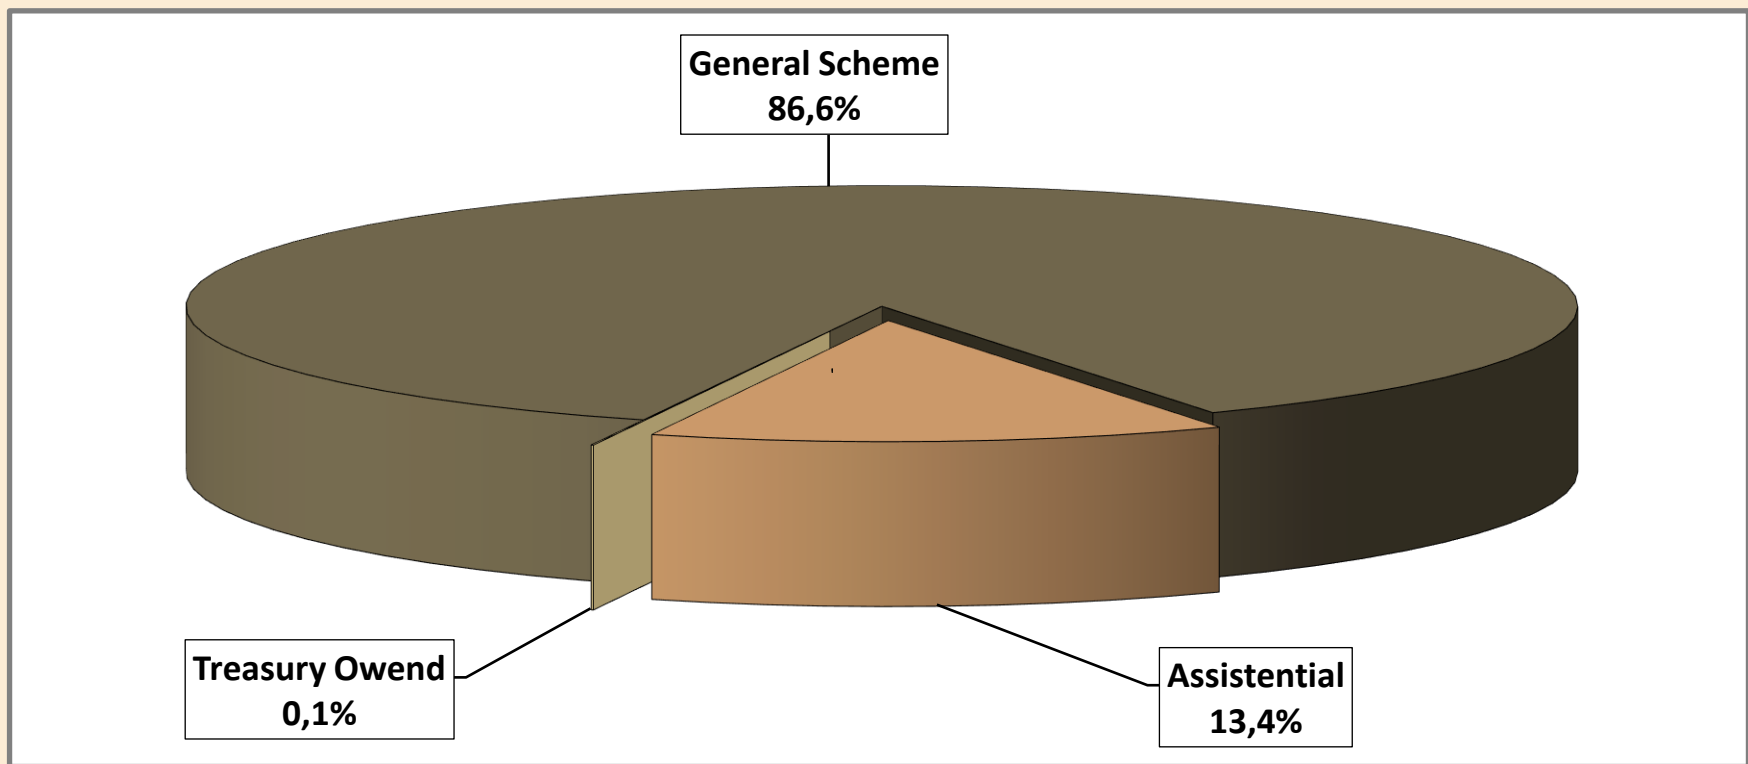 General Scheme
86,6%
Treasury Owend
0,1%
Assistential
13,4%